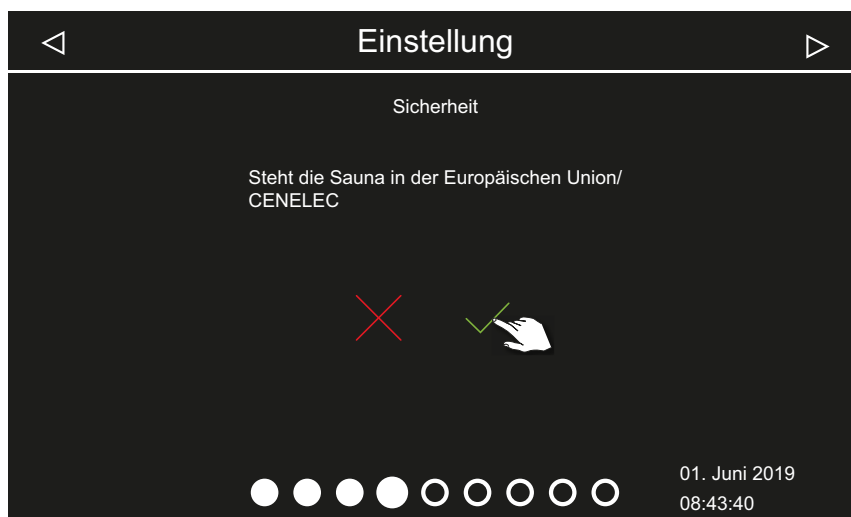 Einstellung
Sicherheit
Steht die Sauna in der Europäischen Union/
CENELEC
01. Juni 2019
08:43:40